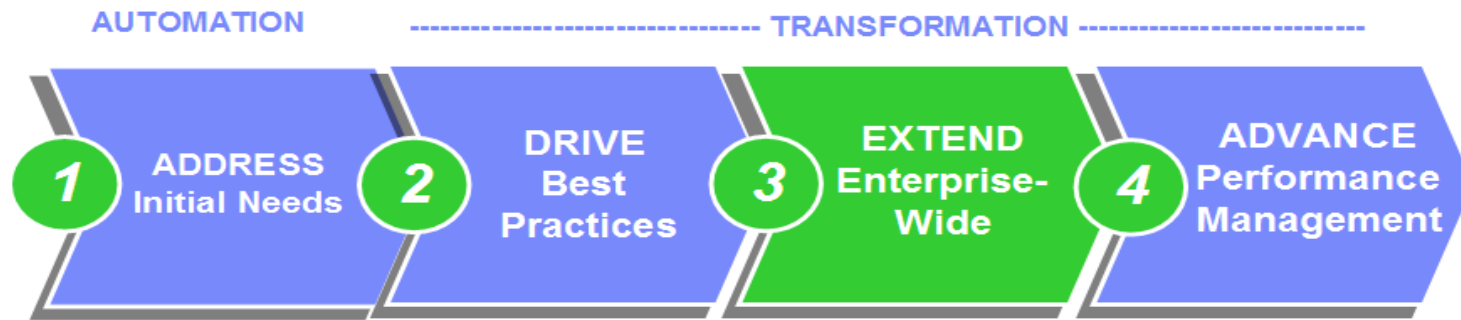 AUTOMATION
--------------------------------- TRANSFORMATION ---------------------------
1
ADDRESS
Initial Needs
2
DRIVE
Best
Practices
3
EXTEND
Enterprise-
Wide
4
ADVANCE
Performance
Management